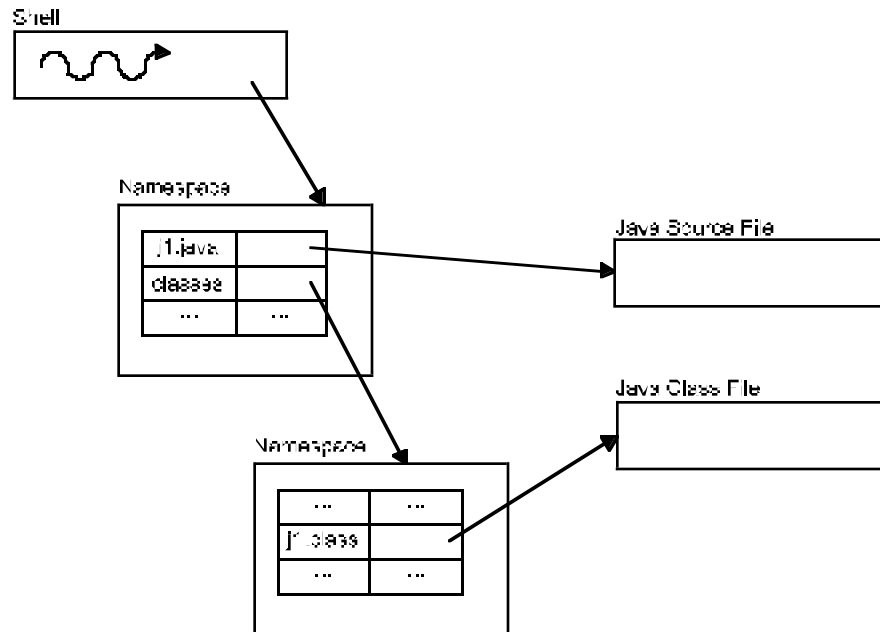 Shell
Namespace
j1.java
classes
... ...
Java Source File
Java Class File
Namespace
... ...
j1.class
... ...